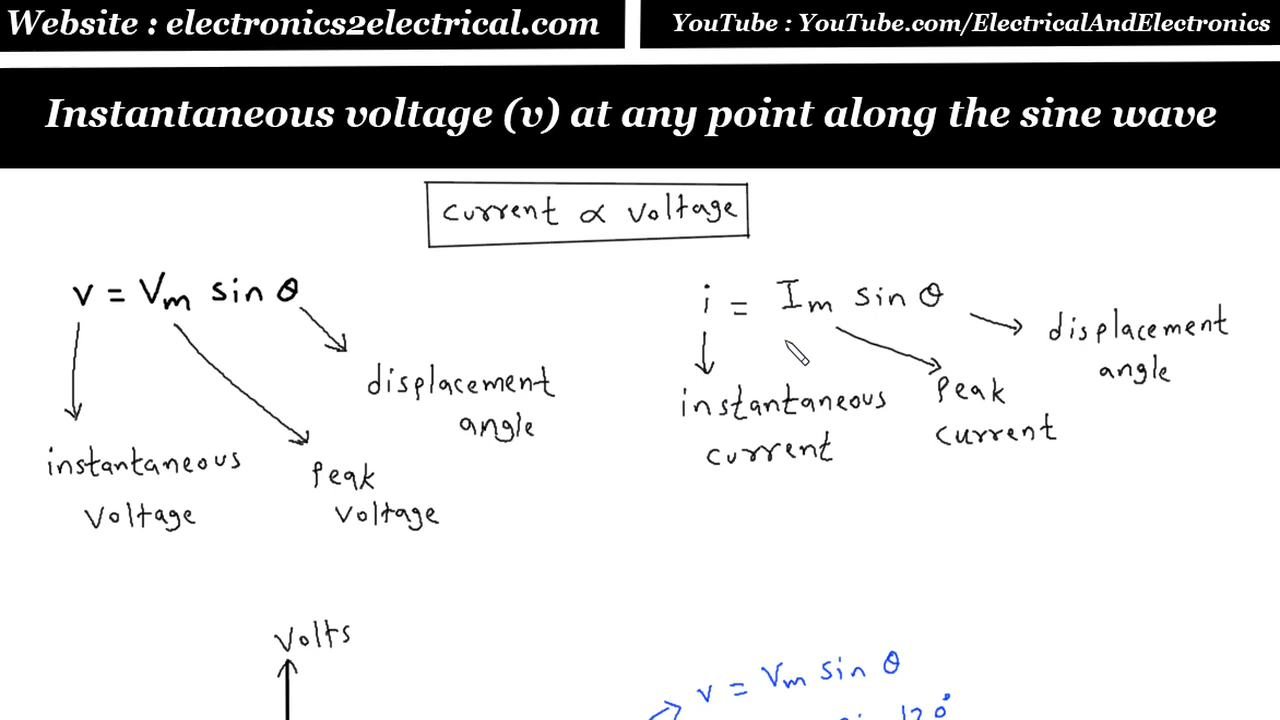 Website : electronics2electrical.com
YouTube : YouTube.com/ElectricalAndElectronics
Instantaneous voltage (v) at any point along the sine wave
current ∝ voltage
v = Vm sin θ
displacement
angle
instantaneous
voltage
Peak
voltage
i = Im sin θ
displacement
angle
instantaneous
current
Peak
current
Volts
v = Vm sin θ
120°